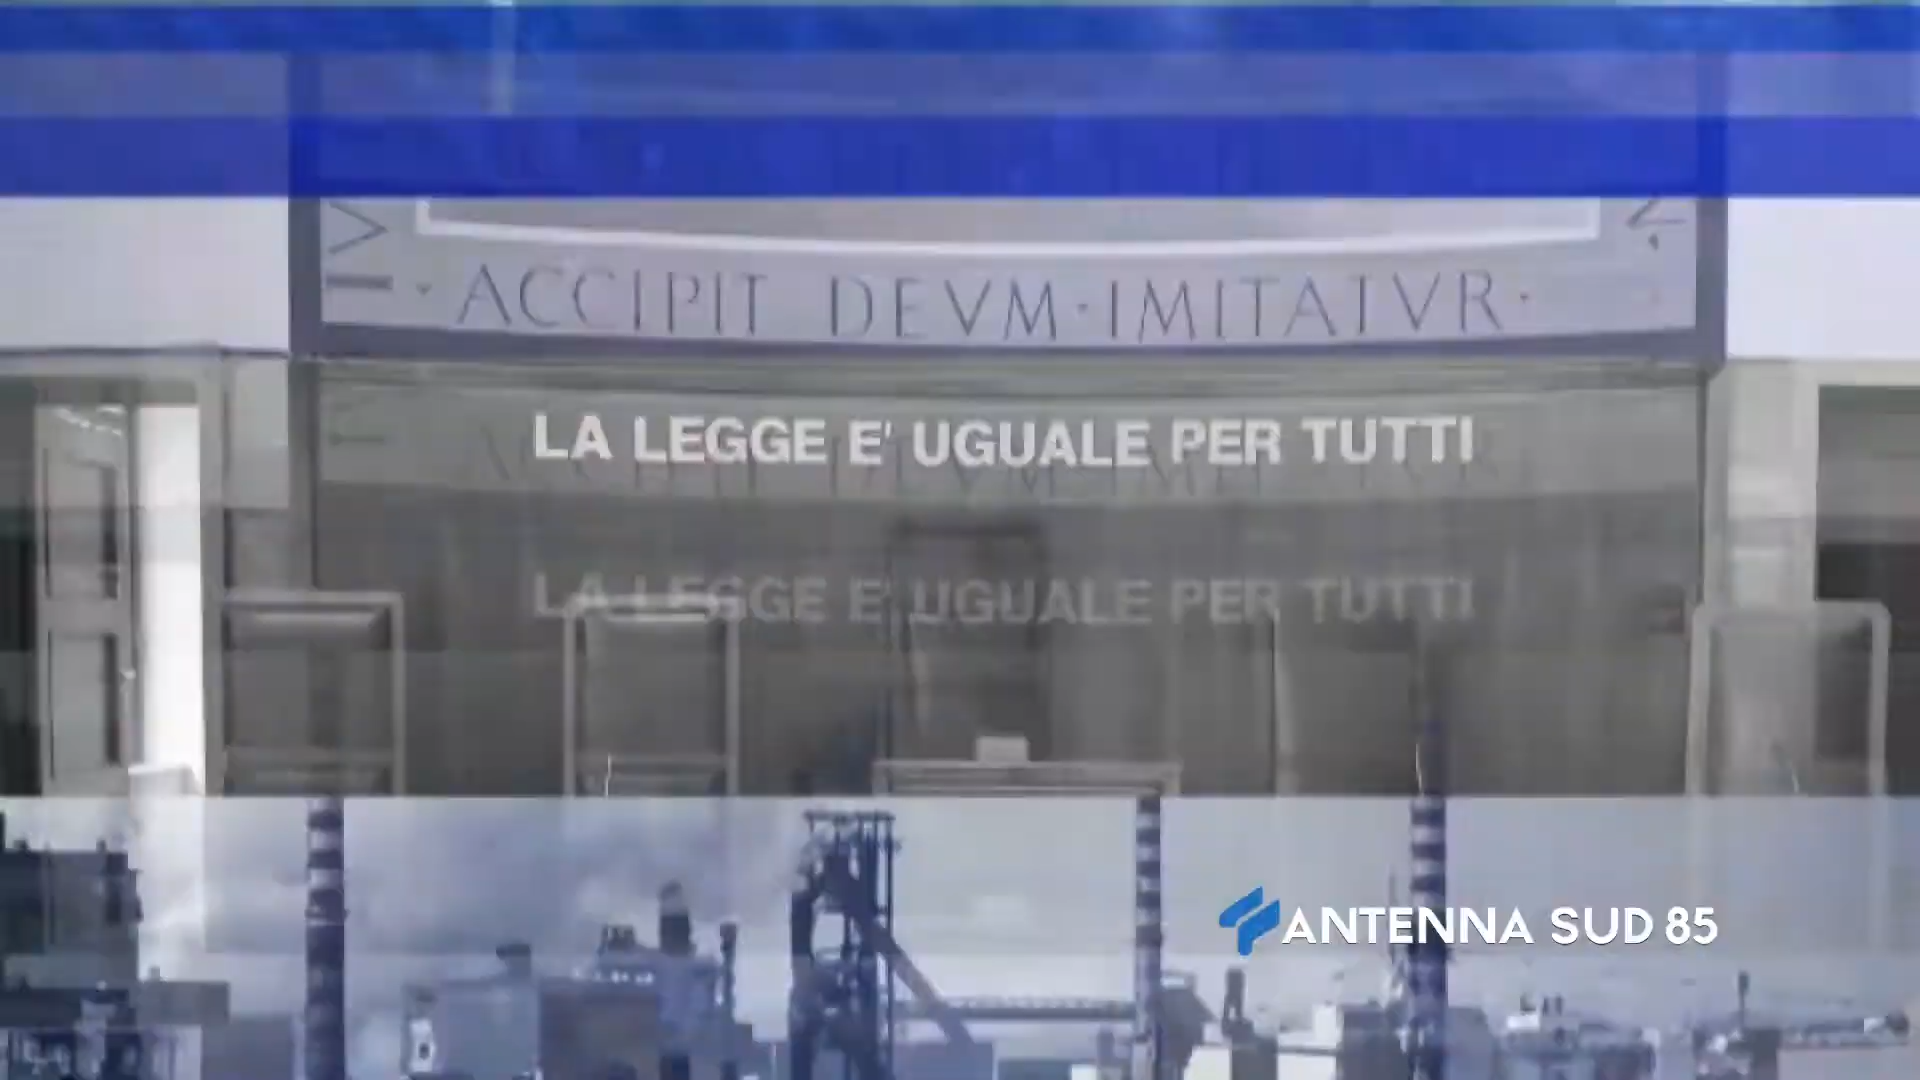 · ACCIPIT DEVM · IMITATVR ·
LA LEGGE E' UGUALE PER TUTTI
LA LEGGE E' UGUALE PER TUTTI
ANTENNA SUD 85